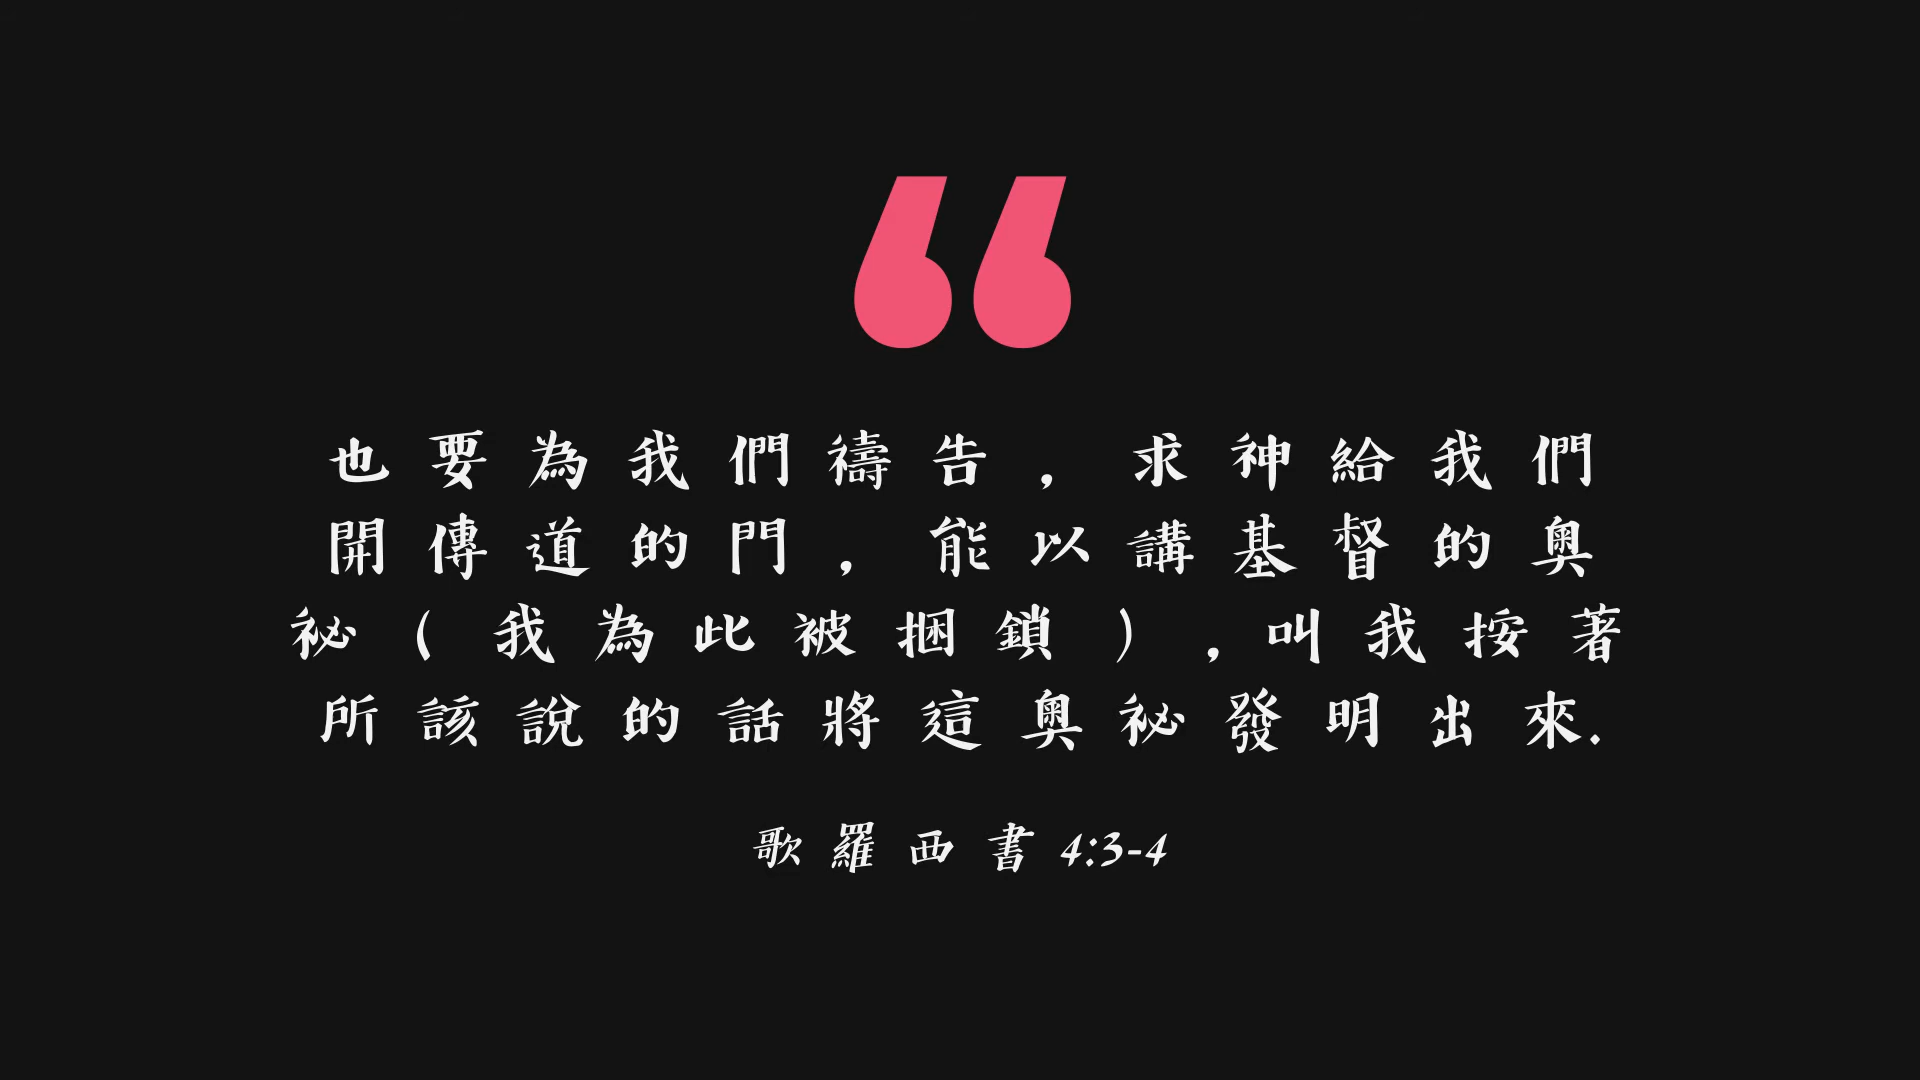 “
也要為我們禱告，求神給我們
開傳道的門，能以講基督的奧
祕（我為此被捆鎖），叫我按著
所該說的話將這奧祕發明出來.
歌羅西書 4:3-4